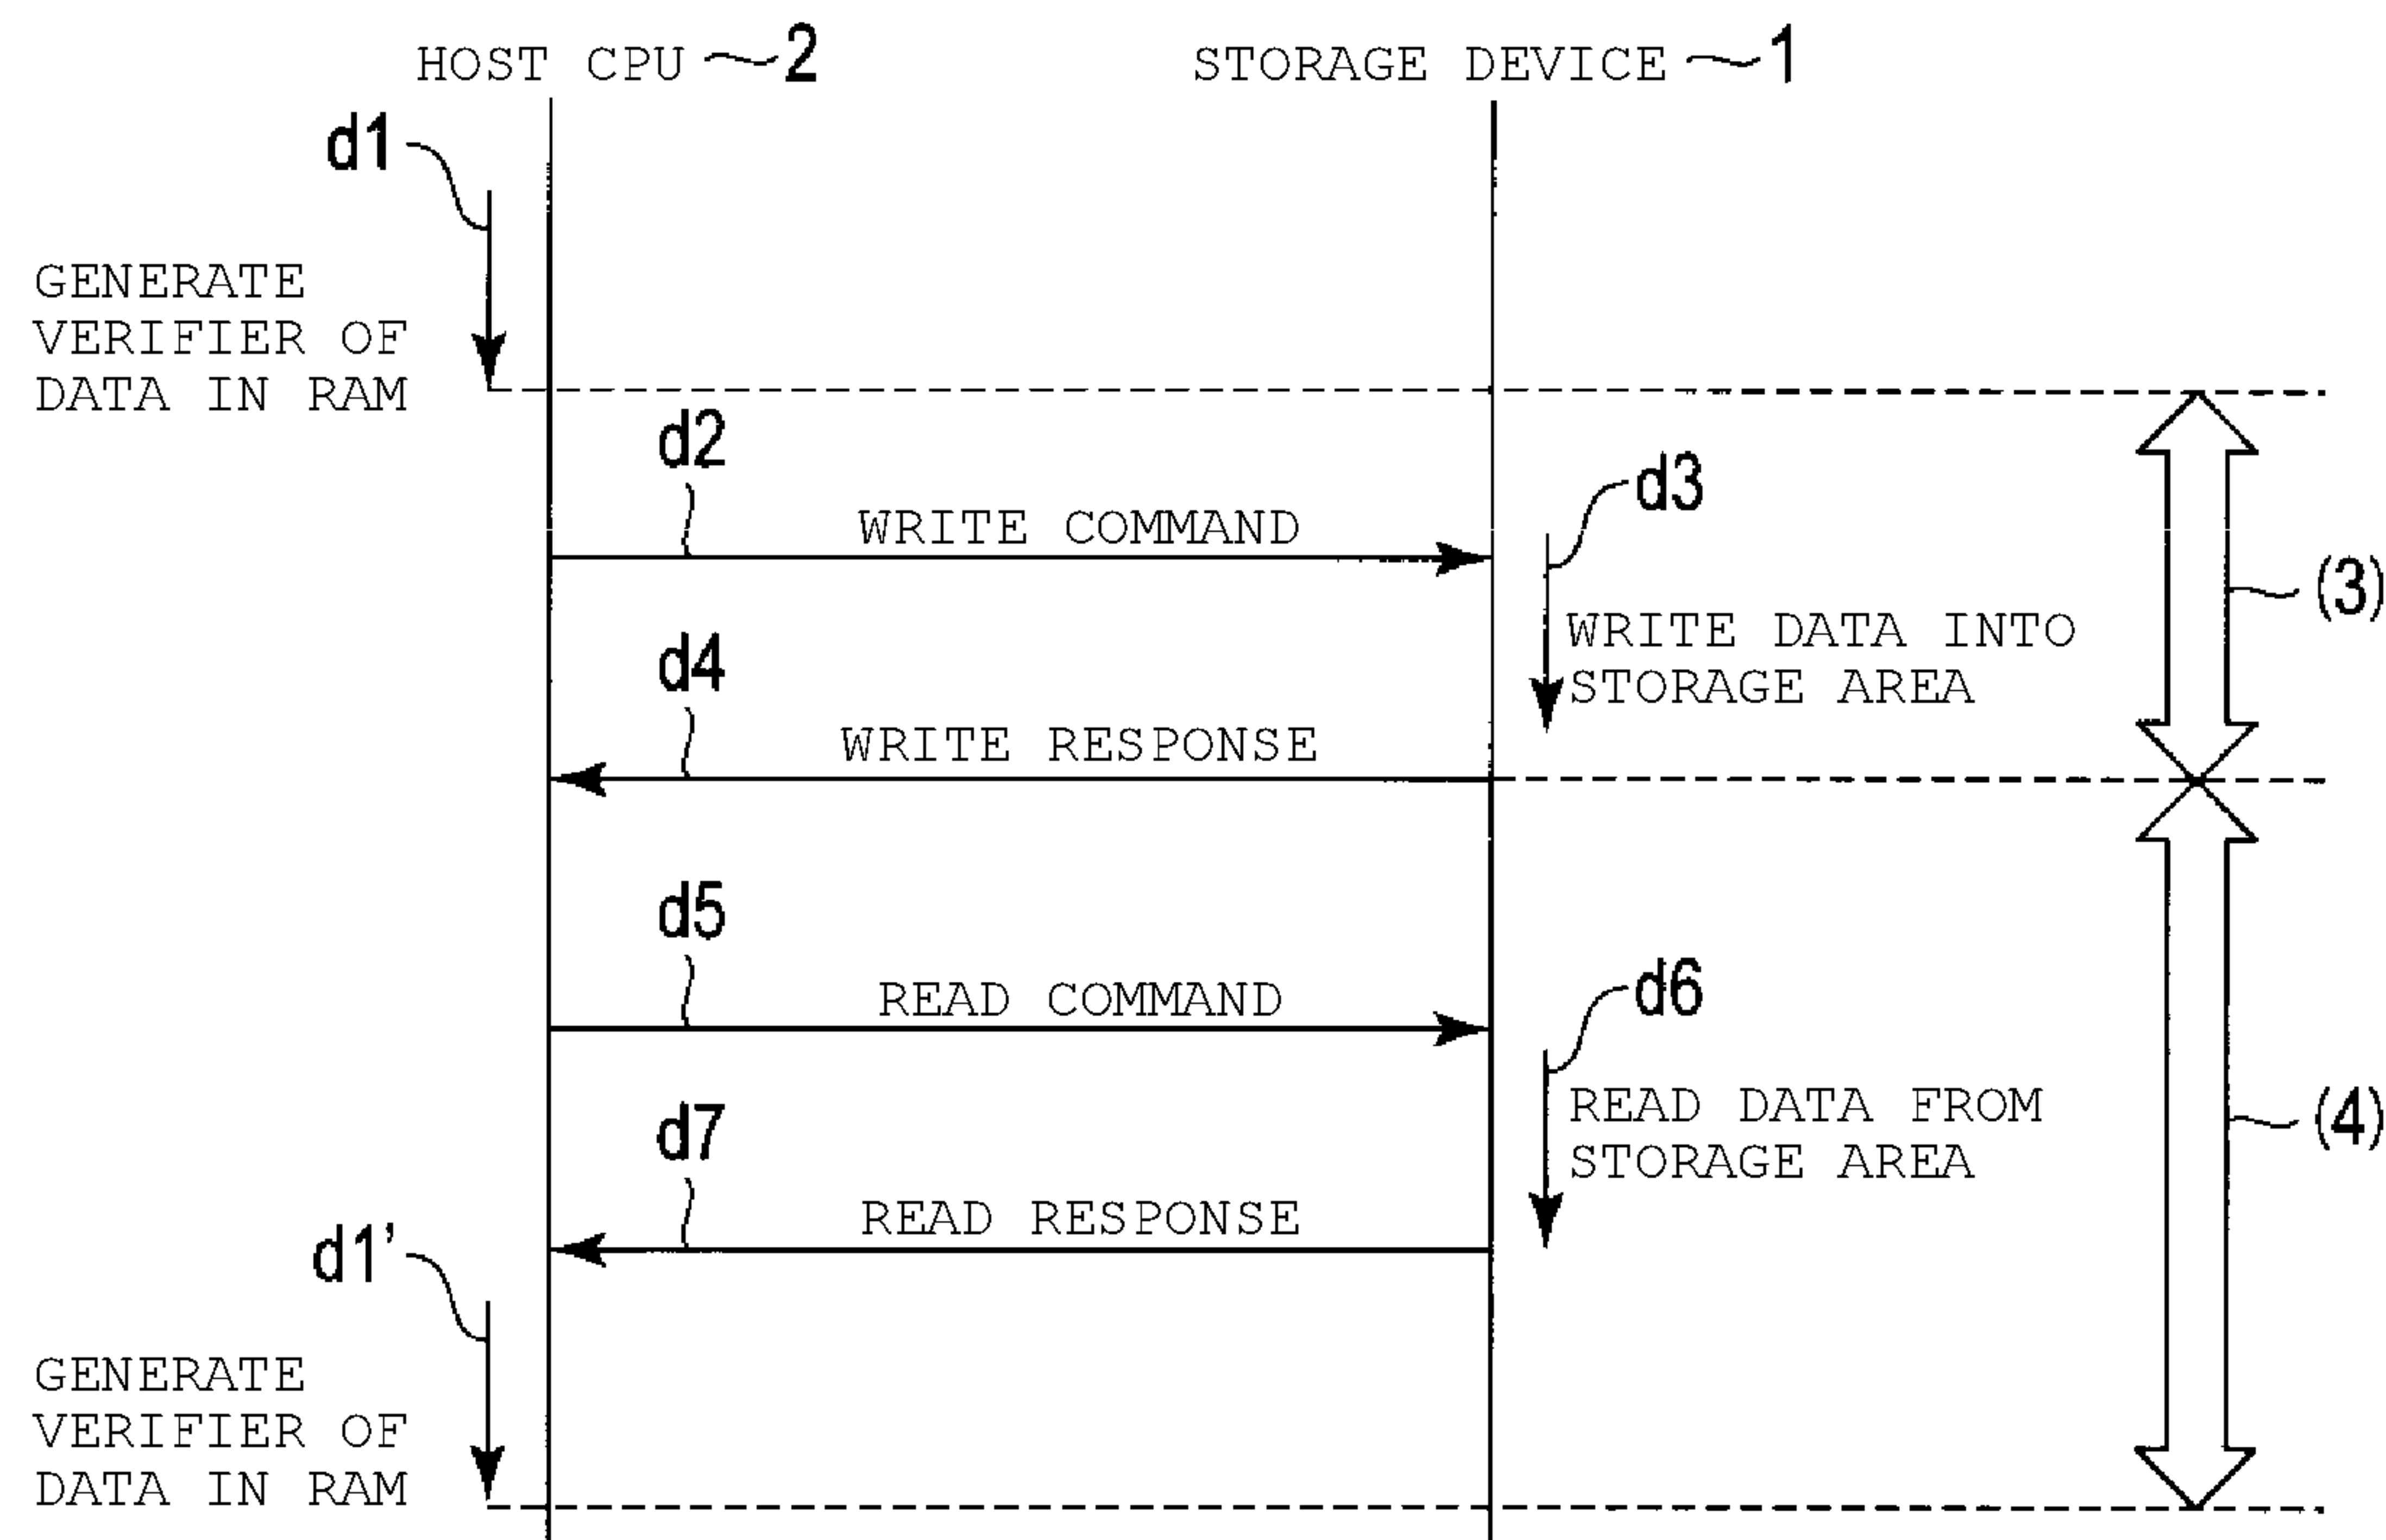 HOST CPU 2
STORAGE DEVICE 1
d1
GENERATE
VERIFIER OF
DATA IN RAM
d2
WRITE COMMAND
d3
WRITE DATA INTO
STORAGE AREA
(3)
d4
WRITE RESPONSE
d5
READ COMMAND
d6
READ DATA FROM
STORAGE AREA
(4)
d7
READ RESPONSE
d1’
GENERATE
VERIFIER OF
DATA IN RAM